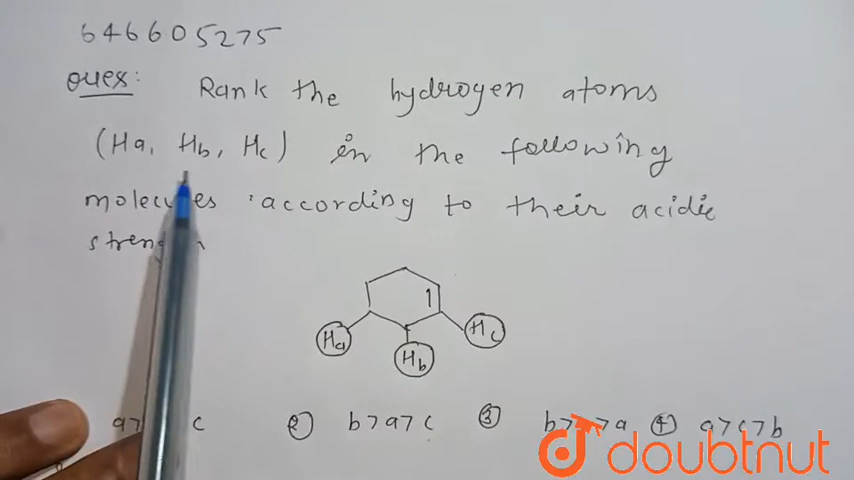 646605275
Ques: Rank the hydrogen atoms
(Ha, Hb, Hc) in the following
molecules according to their acidic
Ha
Hb
Hc
c ② b>a>c ③ >a ④ a>c>b
doubtnut